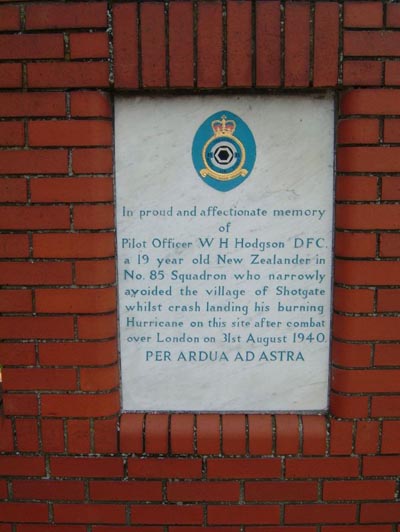 In proud and affectionate memory
of
Pilot Officer W H Hodgson DFC.
a 19 year old New Zealander in
No. 85 Squadron who narrowly
avoided the village of Shotgate
whilst crash landing his burning
Hurricane on this site after combat
over London on 31st August 1940.
PER ARDUA AD ASTRA